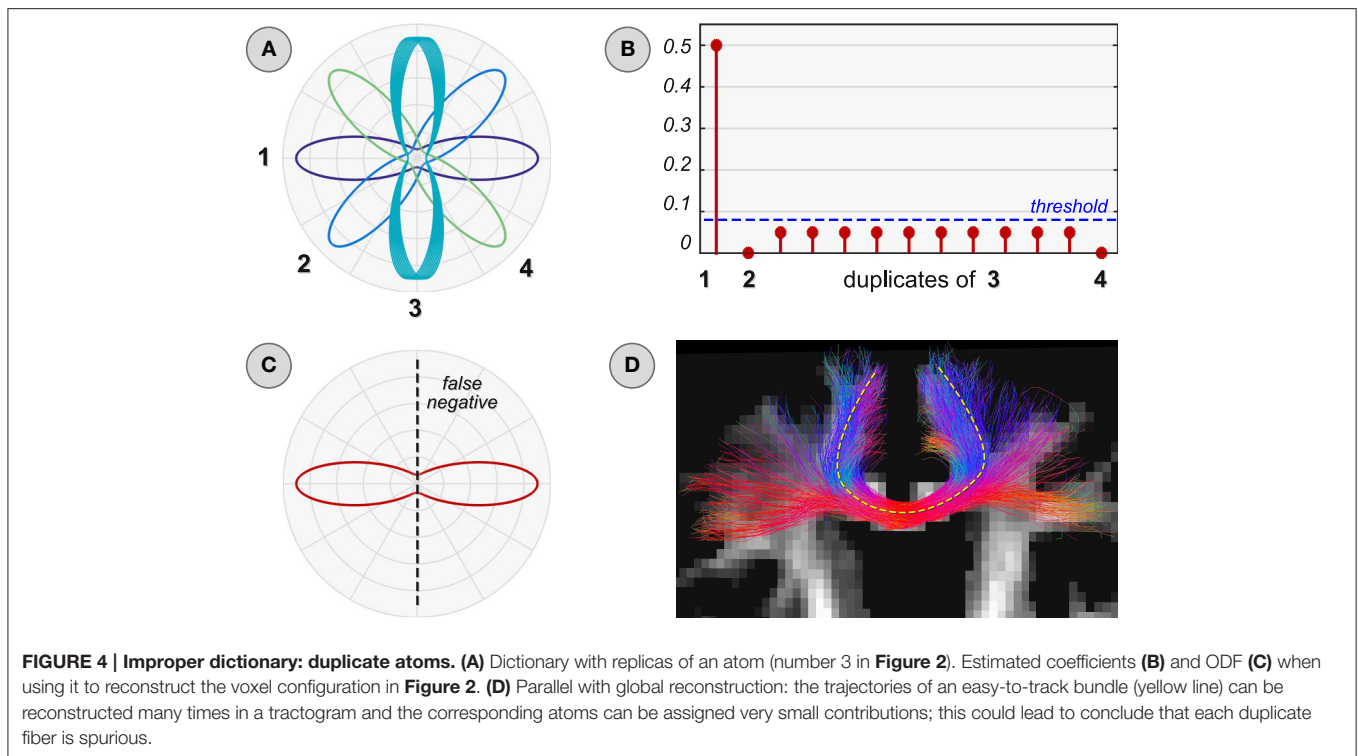 A
1
2
3
4
B
0.5
0.4
0.3
0.2
0.1
0
threshold
1 2 duplicates of 3 4
C
false
negative
D
FIGURE 4 | Improper dictionary: duplicate atoms. (A) Dictionary with replicas of an atom (number 3 in Figure 2). Estimated coefficients (B) and ODF (C) when
using it to reconstruct the voxel configuration in Figure 2. (D) Parallel with global reconstruction: the trajectories of an easy-to-track bundle (yellow line) can be
reconstructed many times in a tractogram and the corresponding atoms can be assigned very small contributions; this could lead to conclude that each duplicate
fiber is spurious.